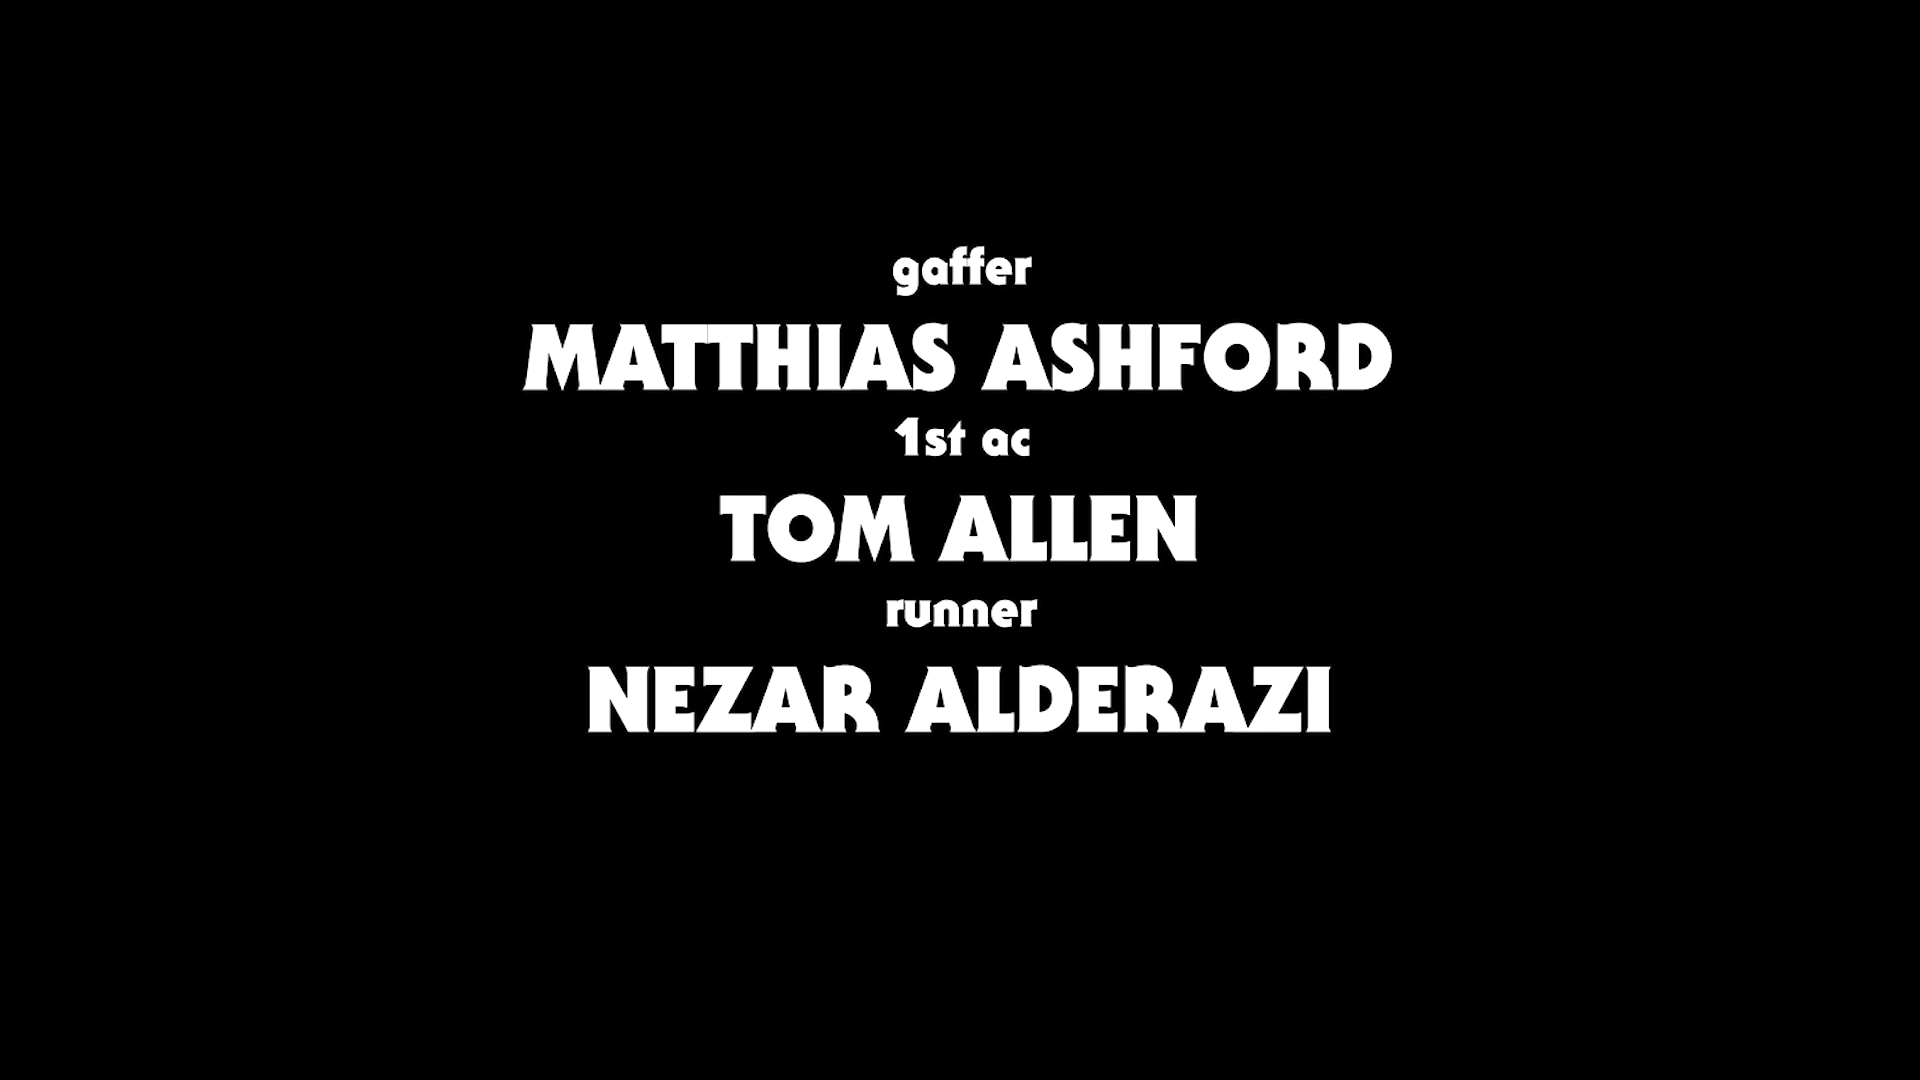 gaffer
MATTHIAS ASHFORD
1st ac
TOM ALLEN
runner
NEZAR ALDERAZI